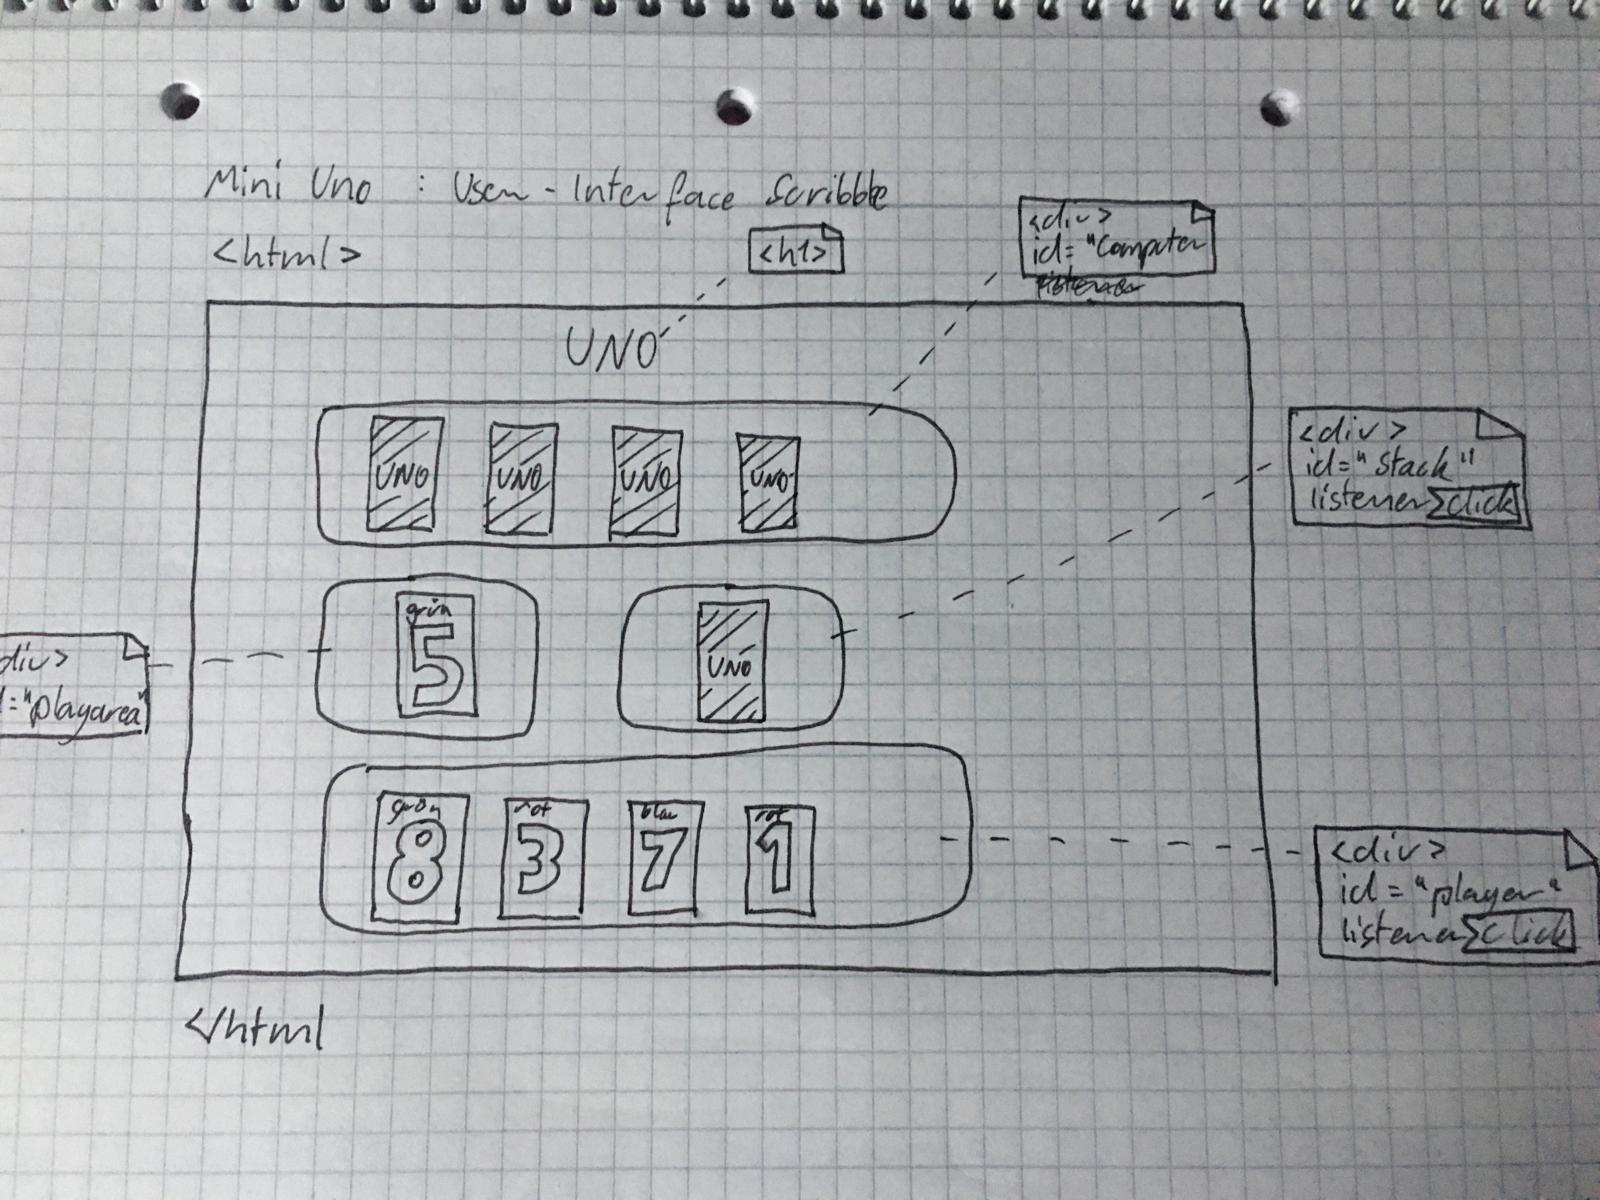 Mini Uno : User-Interface Scribble
<html>
<h1>
<div>
id="Computer
UNO
UNO UNO UNO UNO
<div>
id="Stack"
listener click
grün
5
UNO
div>
d="playarea"
grün rot blau rot
8 3 7 1
<div>
id="player"
listener click
</html